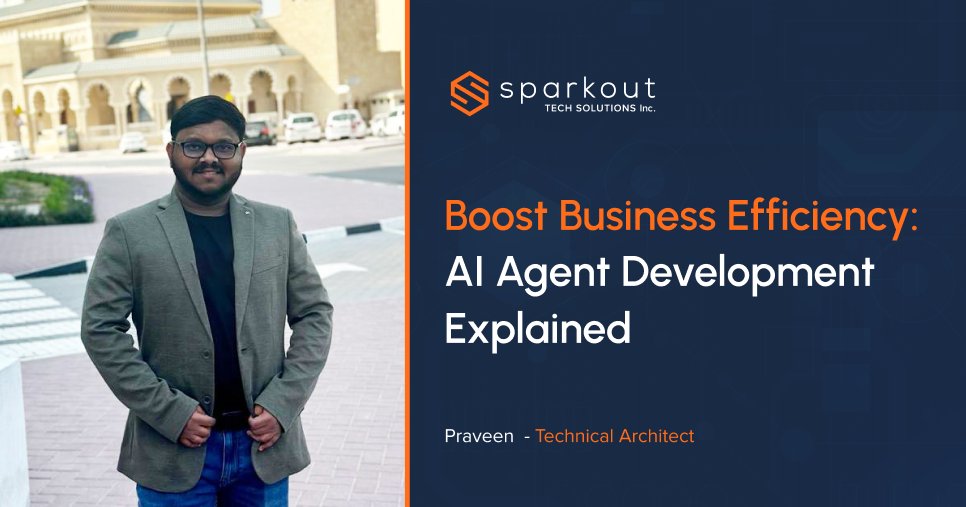 sparkout
TECH SOLUTIONS Inc.
Boost Business Efficiency:
AI Agent Development
Explained
Praveen - Technical Architect